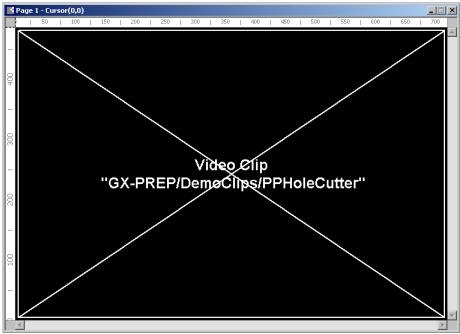 Page 1 - Cursor(0,0)
50 100 150 200 250 300 350 400 450 500 550 600 650 700
400
300
Video Clip
"GX-PREP/DemoClips/PPHoleCutter"
200
100
0